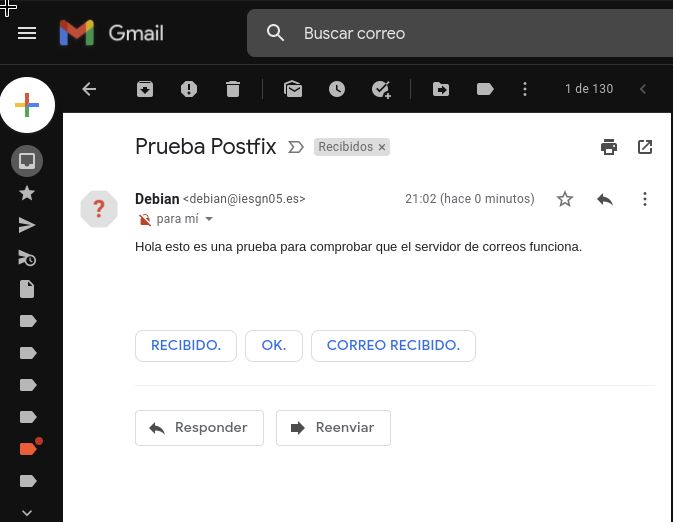 Gmail
Buscar correo
1 de 130
Prueba Postfix
Recibidos ×
Debian <debian@iesgn05.es>
21:02 (hace 0 minutos)
para mí
Hola esto es una prueba para comprobar que el servidor de correos funciona.
RECIBIDO. OK. CORREO RECIBIDO.
Responder Reenviar